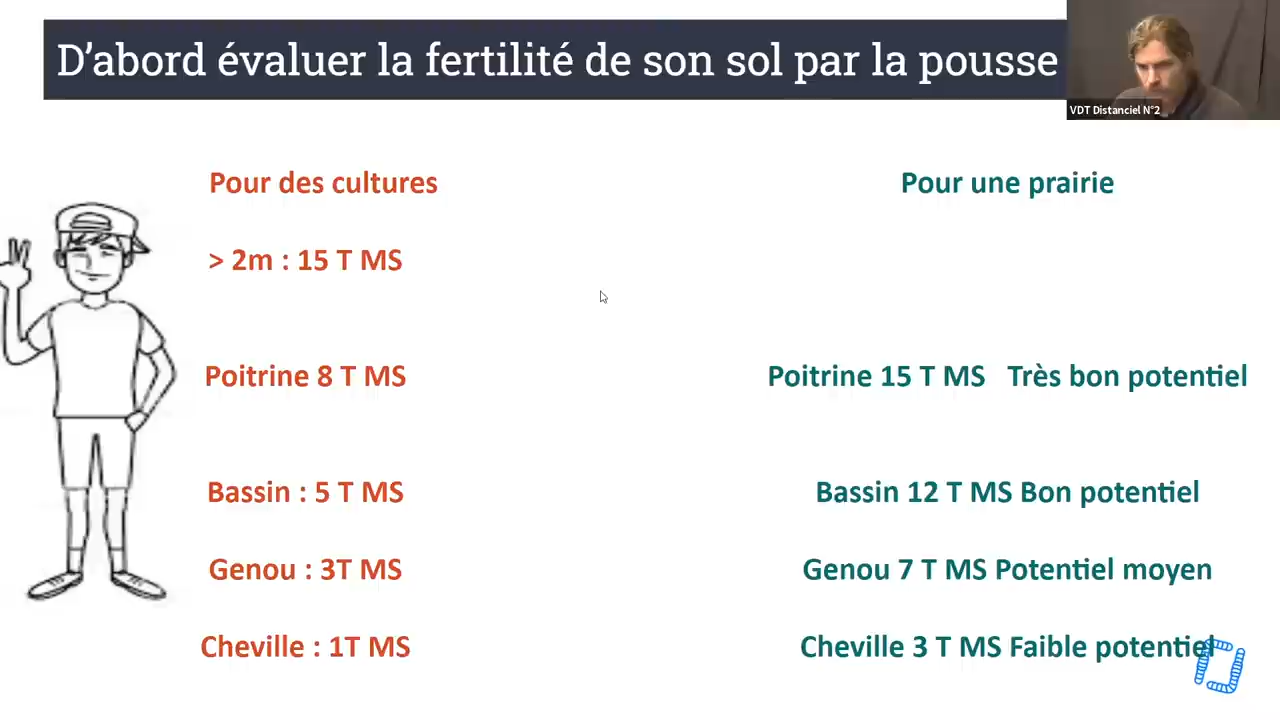 D’abord évaluer la fertilité de son sol par la pousse
VDT Distanciel N°2
Pour des cultures
Pour une prairie
> 2m : 15 T MS
Poitrine 8 T MS
Poitrine 15 T MS Très bon potentiel
Bassin : 5 T MS
Bassin 12 T MS Bon potentiel
Genou : 3T MS
Genou 7 T MS Potentiel moyen
Cheville : 1T MS
Cheville 3 T MS Faible potentiel